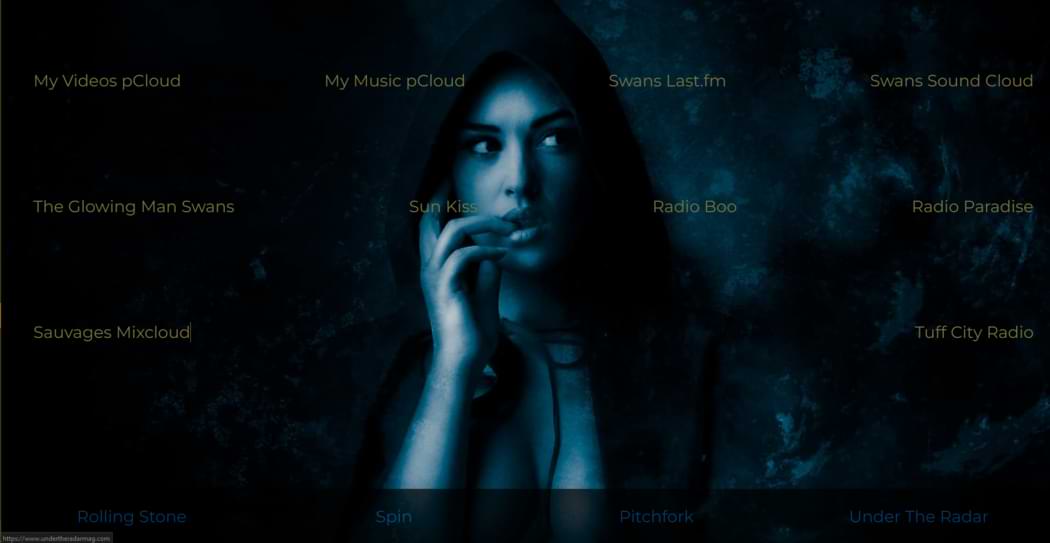 My Videos pCloud My Music pCloud Swans Last.fm Swans Sound Cloud
The Glowing Man Swans Sun Kiss Radio Boo Radio Paradise
Sauvages Mixcloud Tuff City Radio
Rolling Stone Spin Pitchfork Under The Radar
https://www.undertheradarmag.com